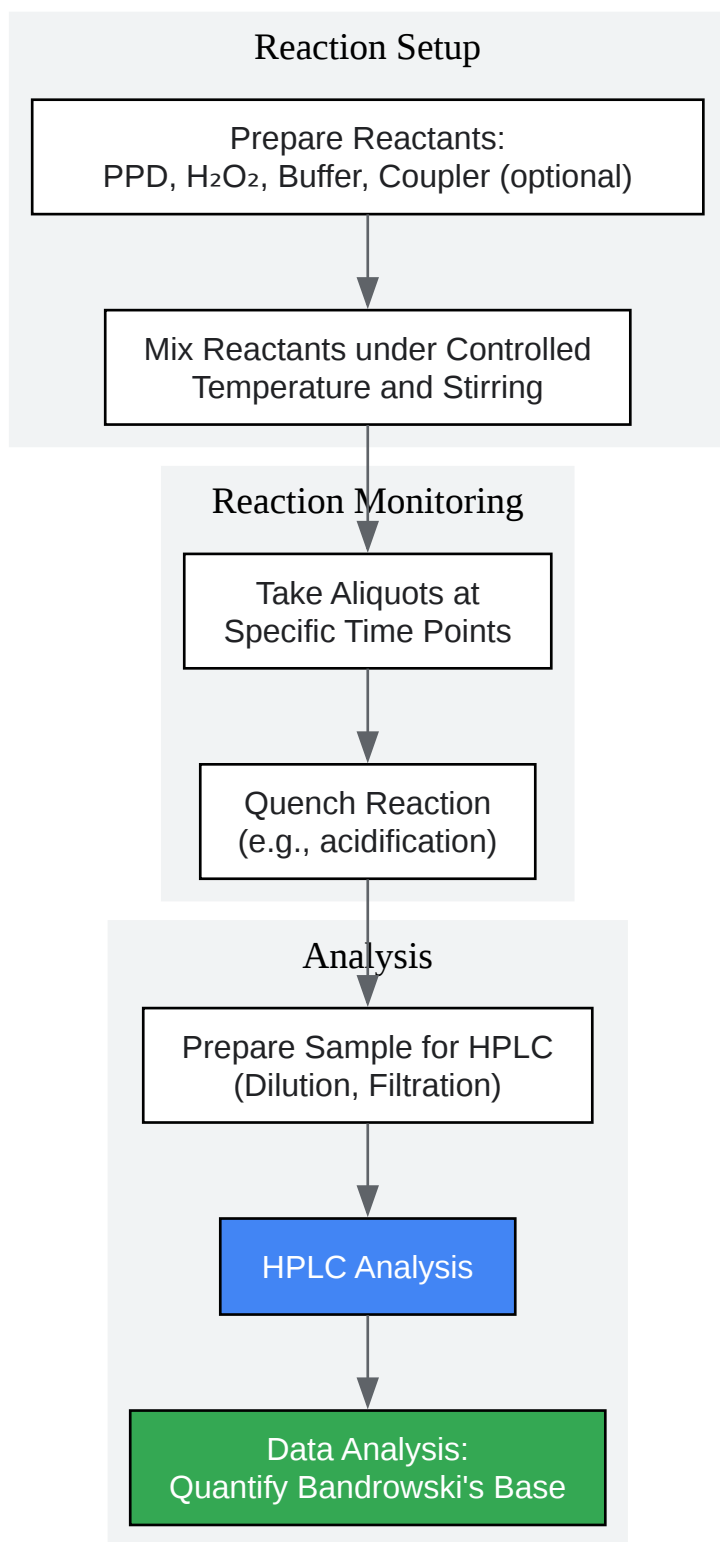 Reaction Setup
Prepare Reactants:
PPD, H₂O₂, Buffer, Coupler (optional)
Mix Reactants under Controlled
Temperature and Stirring
Reaction Monitoring
Take Aliquots at
Specific Time Points
Quench Reaction
(e.g., acidification)
Analysis
Prepare Sample for HPLC
(Dilution, Filtration)
HPLC Analysis
Data Analysis:
Quantify Bandrowski's Base